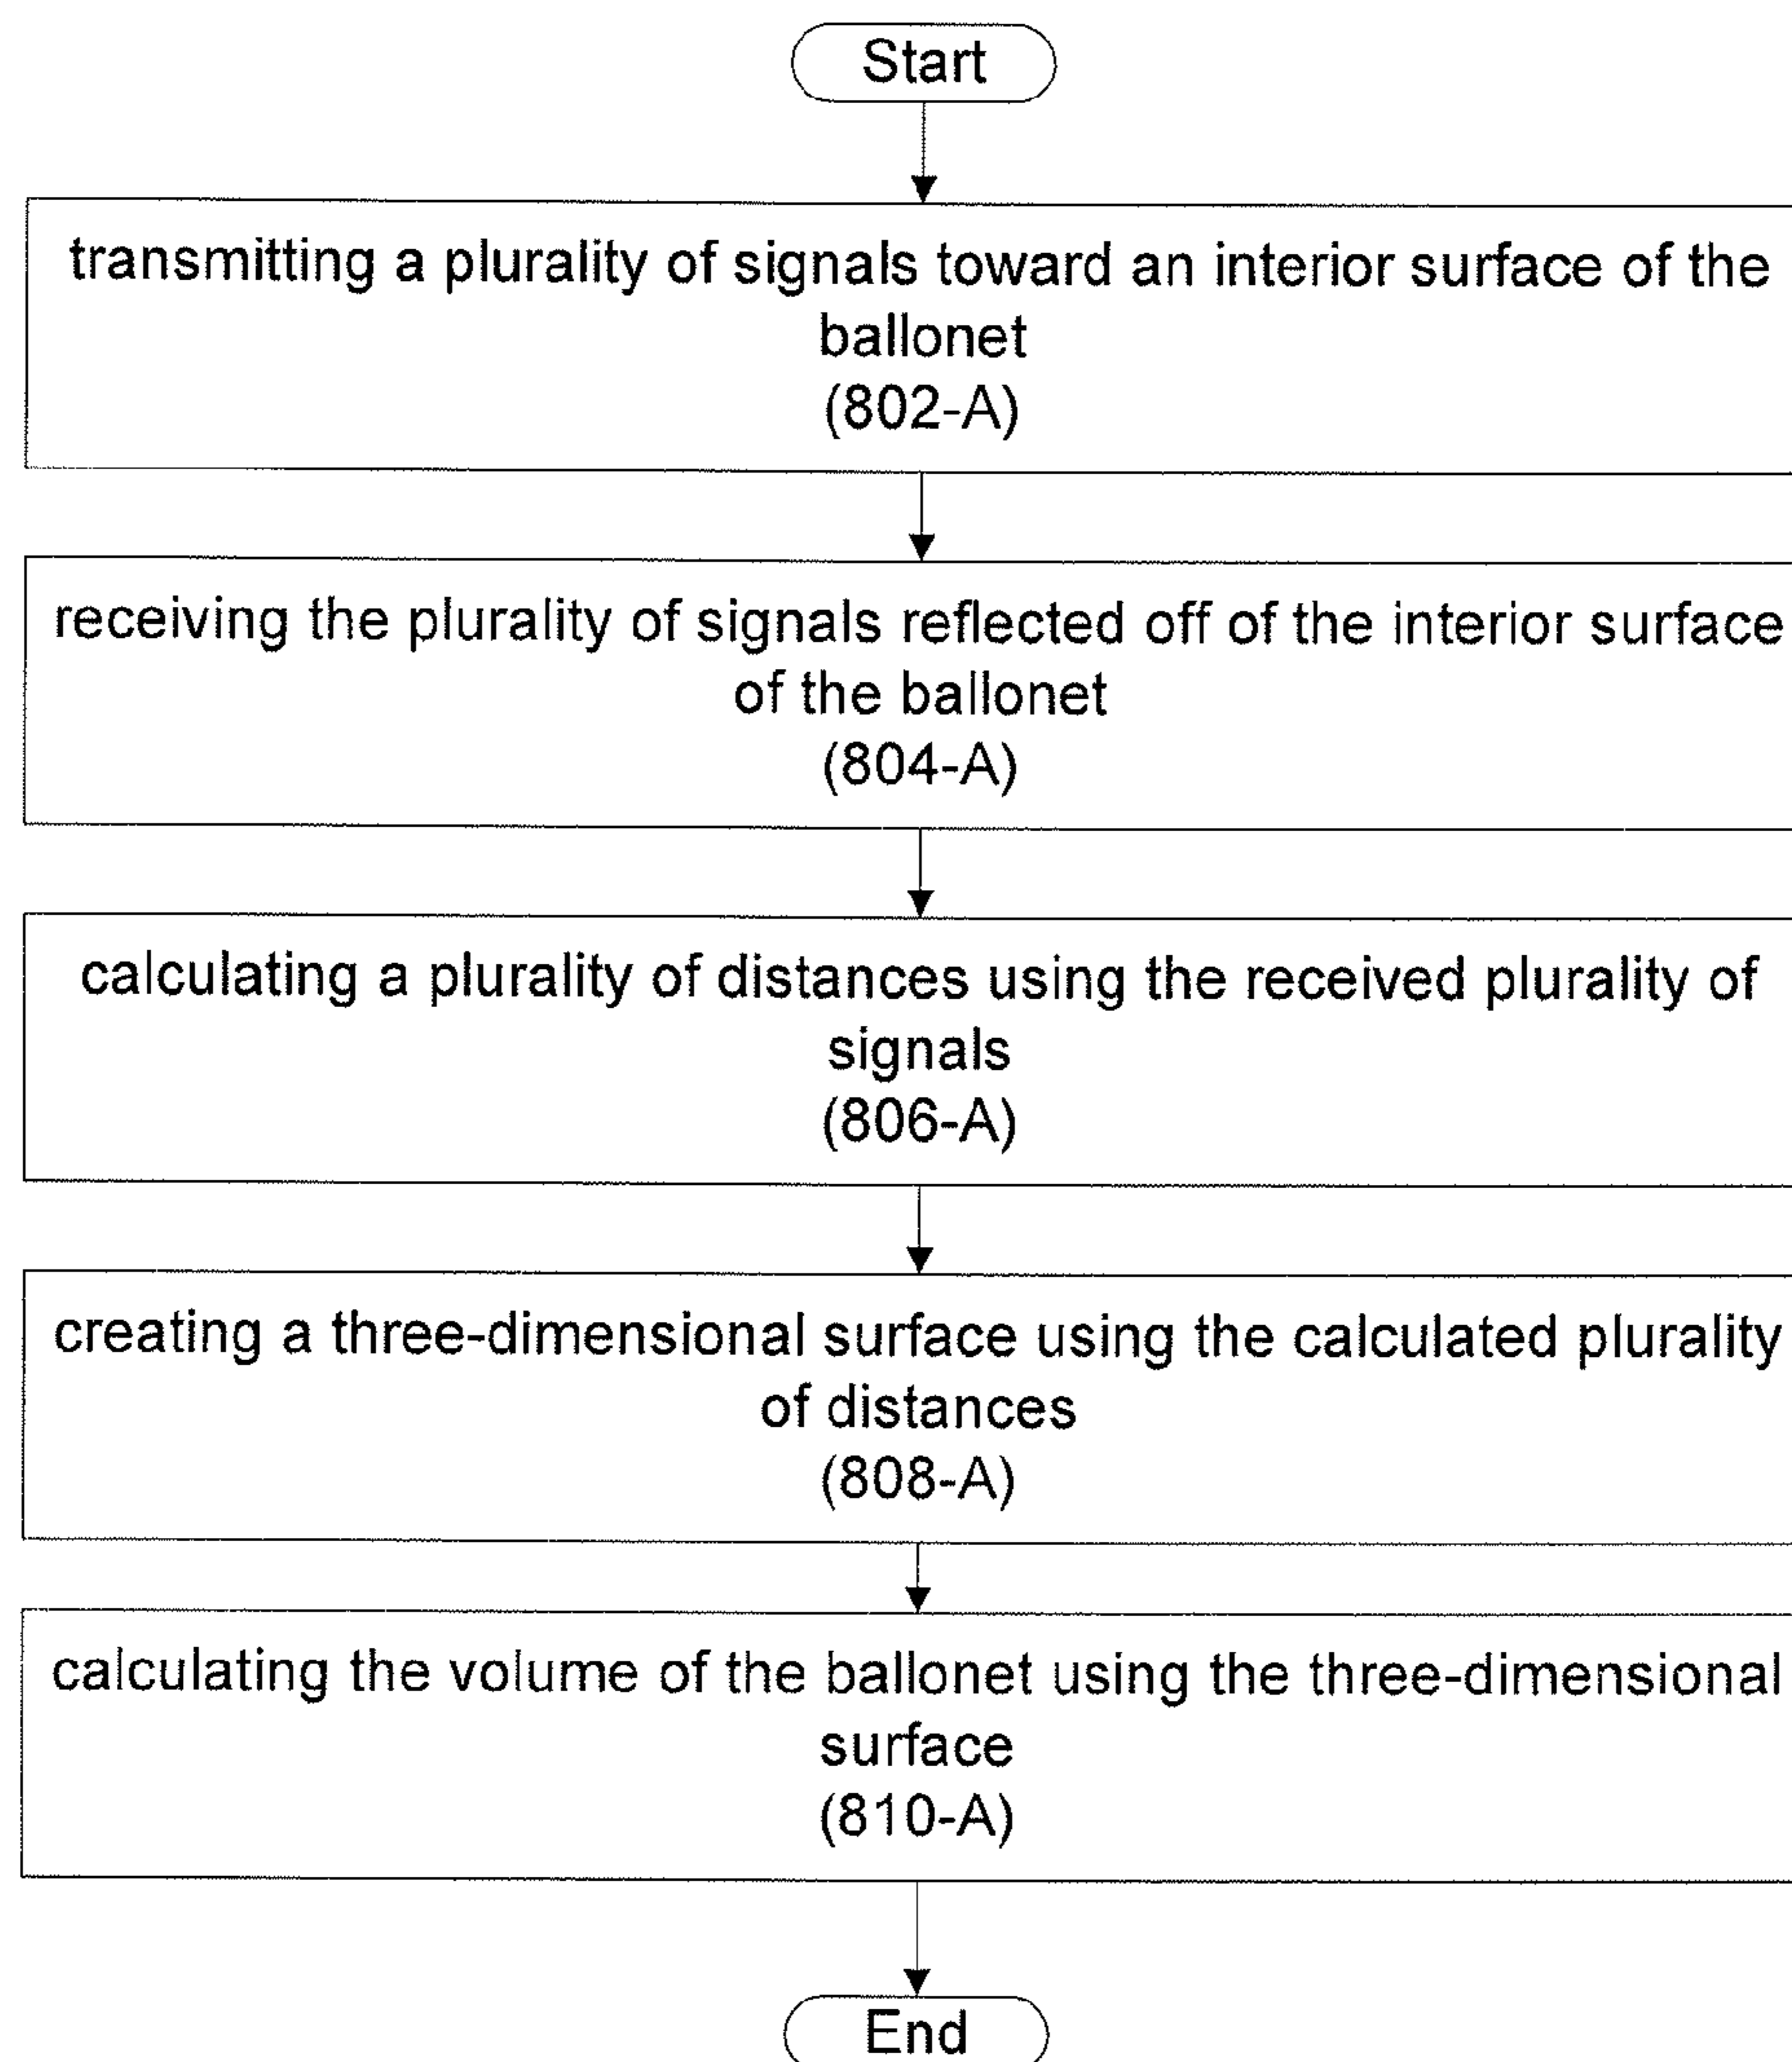 Start
transmitting a plurality of signals toward an interior surface of the
ballonet
(802-A)
receiving the plurality of signals reflected off of the interior surface
of the ballonet
(804-A)
calculating a plurality of distances using the received plurality of
signals
(806-A)
creating a three-dimensional surface using the calculated plurality
of distances
(808-A)
calculating the volume of the ballonet using the three-dimensional
surface
(810-A)
End